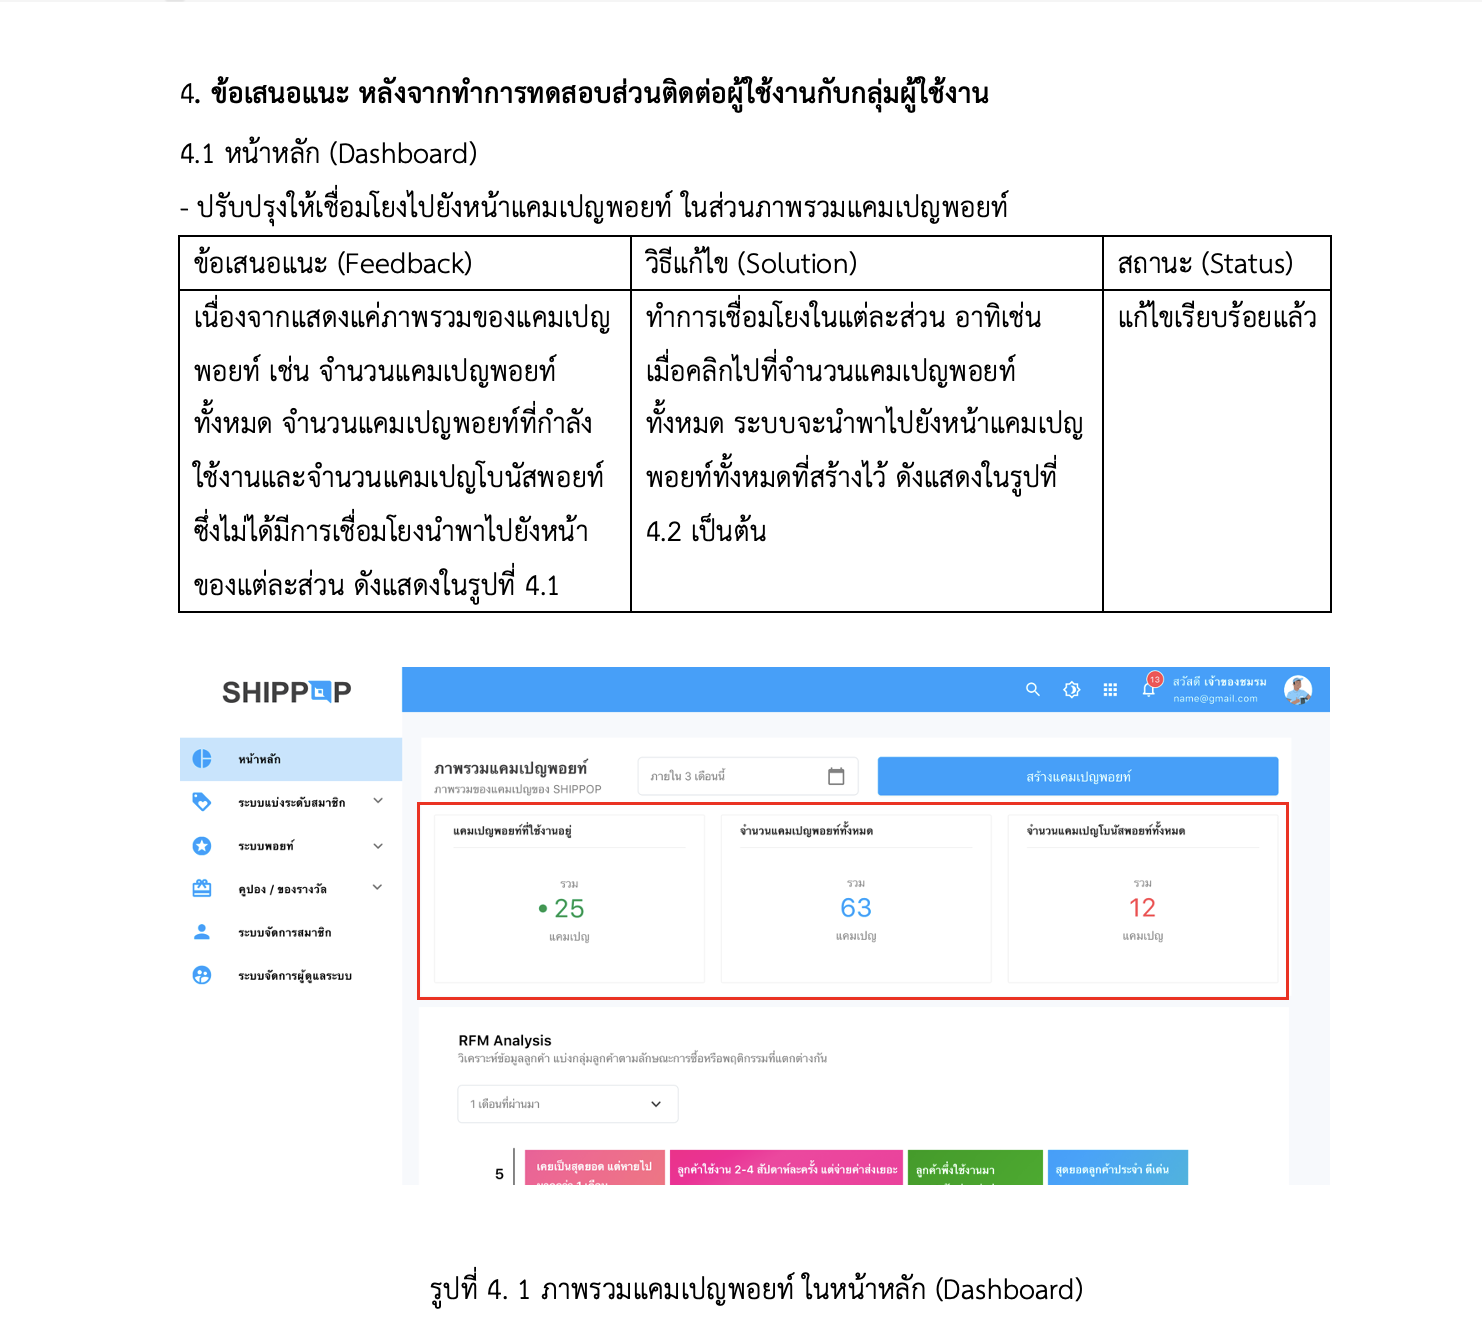 4. ข้อเสนอแนะ หลังจากทำการทดสอบส่วนติดต่อผู้ใช้งานกับกลุ่มผู้ใช้งาน
4.1 หน้าหลัก (Dashboard)
- ปรับปรุงให้เชื่อมโยงไปยังหน้าแคมเปญพอยท์ ในส่วนภาพรวมแคมเปญพอยท์
ข้อเสนอแนะ (Feedback)
วิธีแก้ไข (Solution)
สถานะ (Status)
เนื่องจากแสดงแค่ภาพรวมของแคมเปญ
พอยท์ เช่น จำนวนแคมเปญพอยท์
ทั้งหมด จำนวนแคมเปญพอยท์ที่กำลัง
ใช้งานและจำนวนแคมเปญโบนัสพอยท์
ซึ่งไม่ได้มีการเชื่อมโยงนำพาไปยังหน้า
ของแต่ละส่วน ดังแสดงในรูปที่ 4.1
ทำการเชื่อมโยงในแต่ละส่วน อาทิเช่น
เมื่อคลิกไปที่จำนวนแคมเปญพอยท์
ทั้งหมด ระบบจะนำพาไปยังหน้าแคมเปญ
พอยท์ทั้งหมดที่สร้างไว้ ดังแสดงในรูปที่
4.2 เป็นต้น
แก้ไขเรียบร้อยแล้ว
SHIPPOP
13
สวัสดี เจ้าของชมรม
name@gmail.com
หน้าหลัก
ระบบแบ่งระดับสมาชิก
ระบบพอยท์
คูปอง / ของรางวัล
ระบบจัดการสมาชิก
ระบบจัดการผู้ดูแลระบบ
ภาพรวมแคมเปญพอยท์
ภาพรวมของแคมเปญของ SHIPPOP
ภายใน 3 เดือนนี้
สร้างแคมเปญพอยท์
แคมเปญพอยท์ที่ใช้งานอยู่
รวม
• 25
แคมเปญ
จำนวนแคมเปญพอยท์ทั้งหมด
รวม
63
แคมเปญ
จำนวนแคมเปญโบนัสพอยท์ทั้งหมด
รวม
12
แคมเปญ
RFM Analysis
วิเคราะห์ข้อมูลลูกค้า แบ่งกลุ่มลูกค้าตามลักษณะการซื้อหรือพฤติกรรมที่แตกต่างกัน
1 เดือนที่ผ่านมา
5
เคยเป็นสุดยอด แต่หายไป
ลูกค้าใช้งาน 2-4 สัปดาห์ละครั้ง แต่จ่ายค่าส่งเยอะ
ลูกค้าพึ่งใช้งานมา
สุดยอดลูกค้าประจำ ดีเด่น
รูปที่ 4. 1 ภาพรวมแคมเปญพอยท์ ในหน้าหลัก (Dashboard)